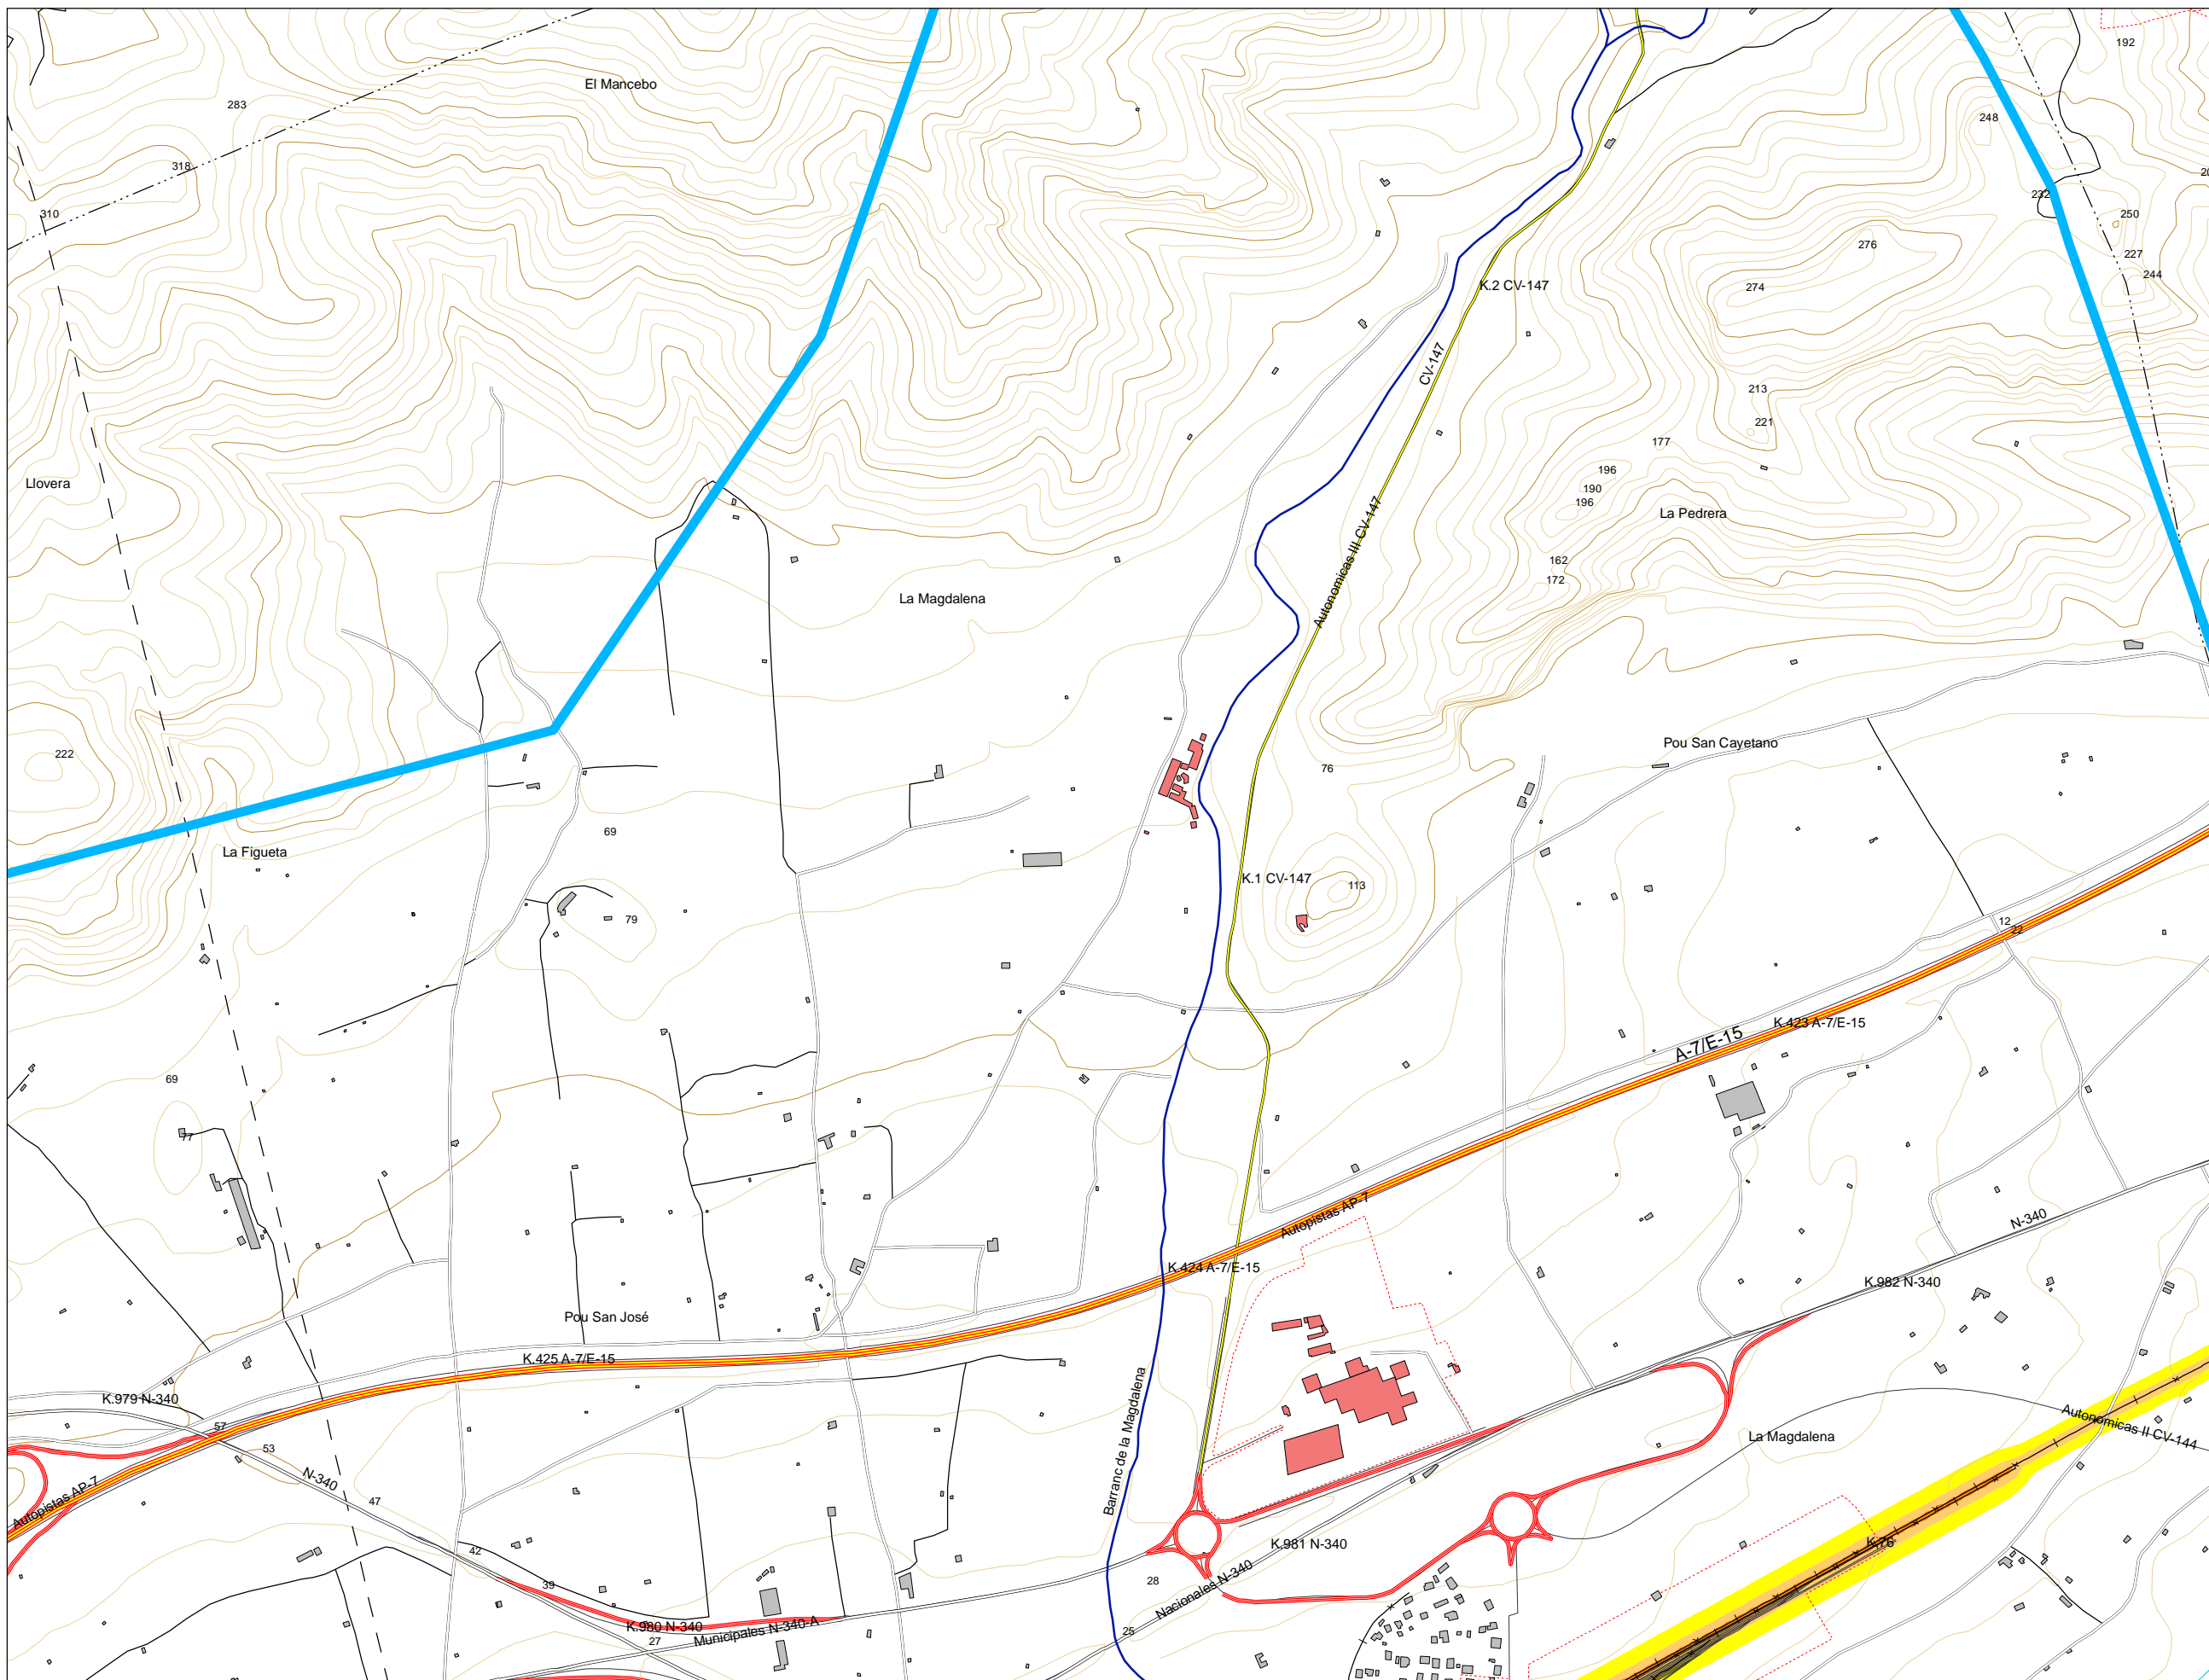 192
El Mancebo
283
248
318
232
310
250
276
227
244
K.2 CV-147
274
CV-147
213
221
177
196
Llovera
190
196
La Pedrera
Autonomicas III CV-147
162
172
La Magdalena
Pou San Cayetano
222
76
69
La Figueta
K.1 CV-147
113
79
12
22
K.423 A-7/E-15
A-7/E-15
69
77
Autopistas AP-7
N-340
K.424 A-7/E-15
K.982 N-340
Pou San José
K.425 A-7/E-15
K.979 N-340
57
Autonomicas II CV-144
La Magdalena
53
Barranc de la Magdalena
N-340
47
Autopistas AP-7
K.981 N-340
K.76
42
28
39
Nacionales N-340
K.980 N-340
Municipales N-340-A
25
27